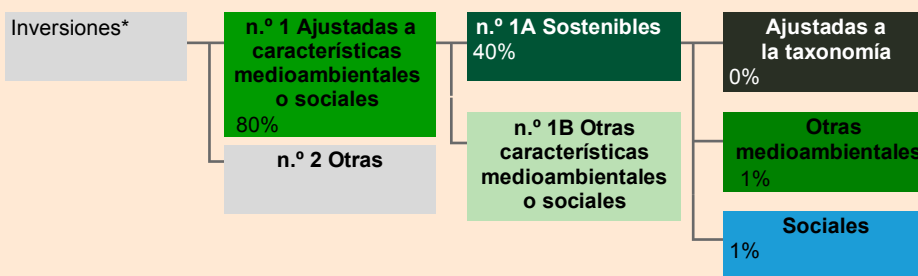 Inversiones*
n.º 1 Ajustadas a
características
medioambientales
o sociales
80%
n.º 2 Otras
n.º 1A Sostenibles
40%
n.º 1B Otras
características
medioambientales
o sociales
Ajustadas a
la taxonomía
0%
Otras
medioambientales
1%
Sociales
1%